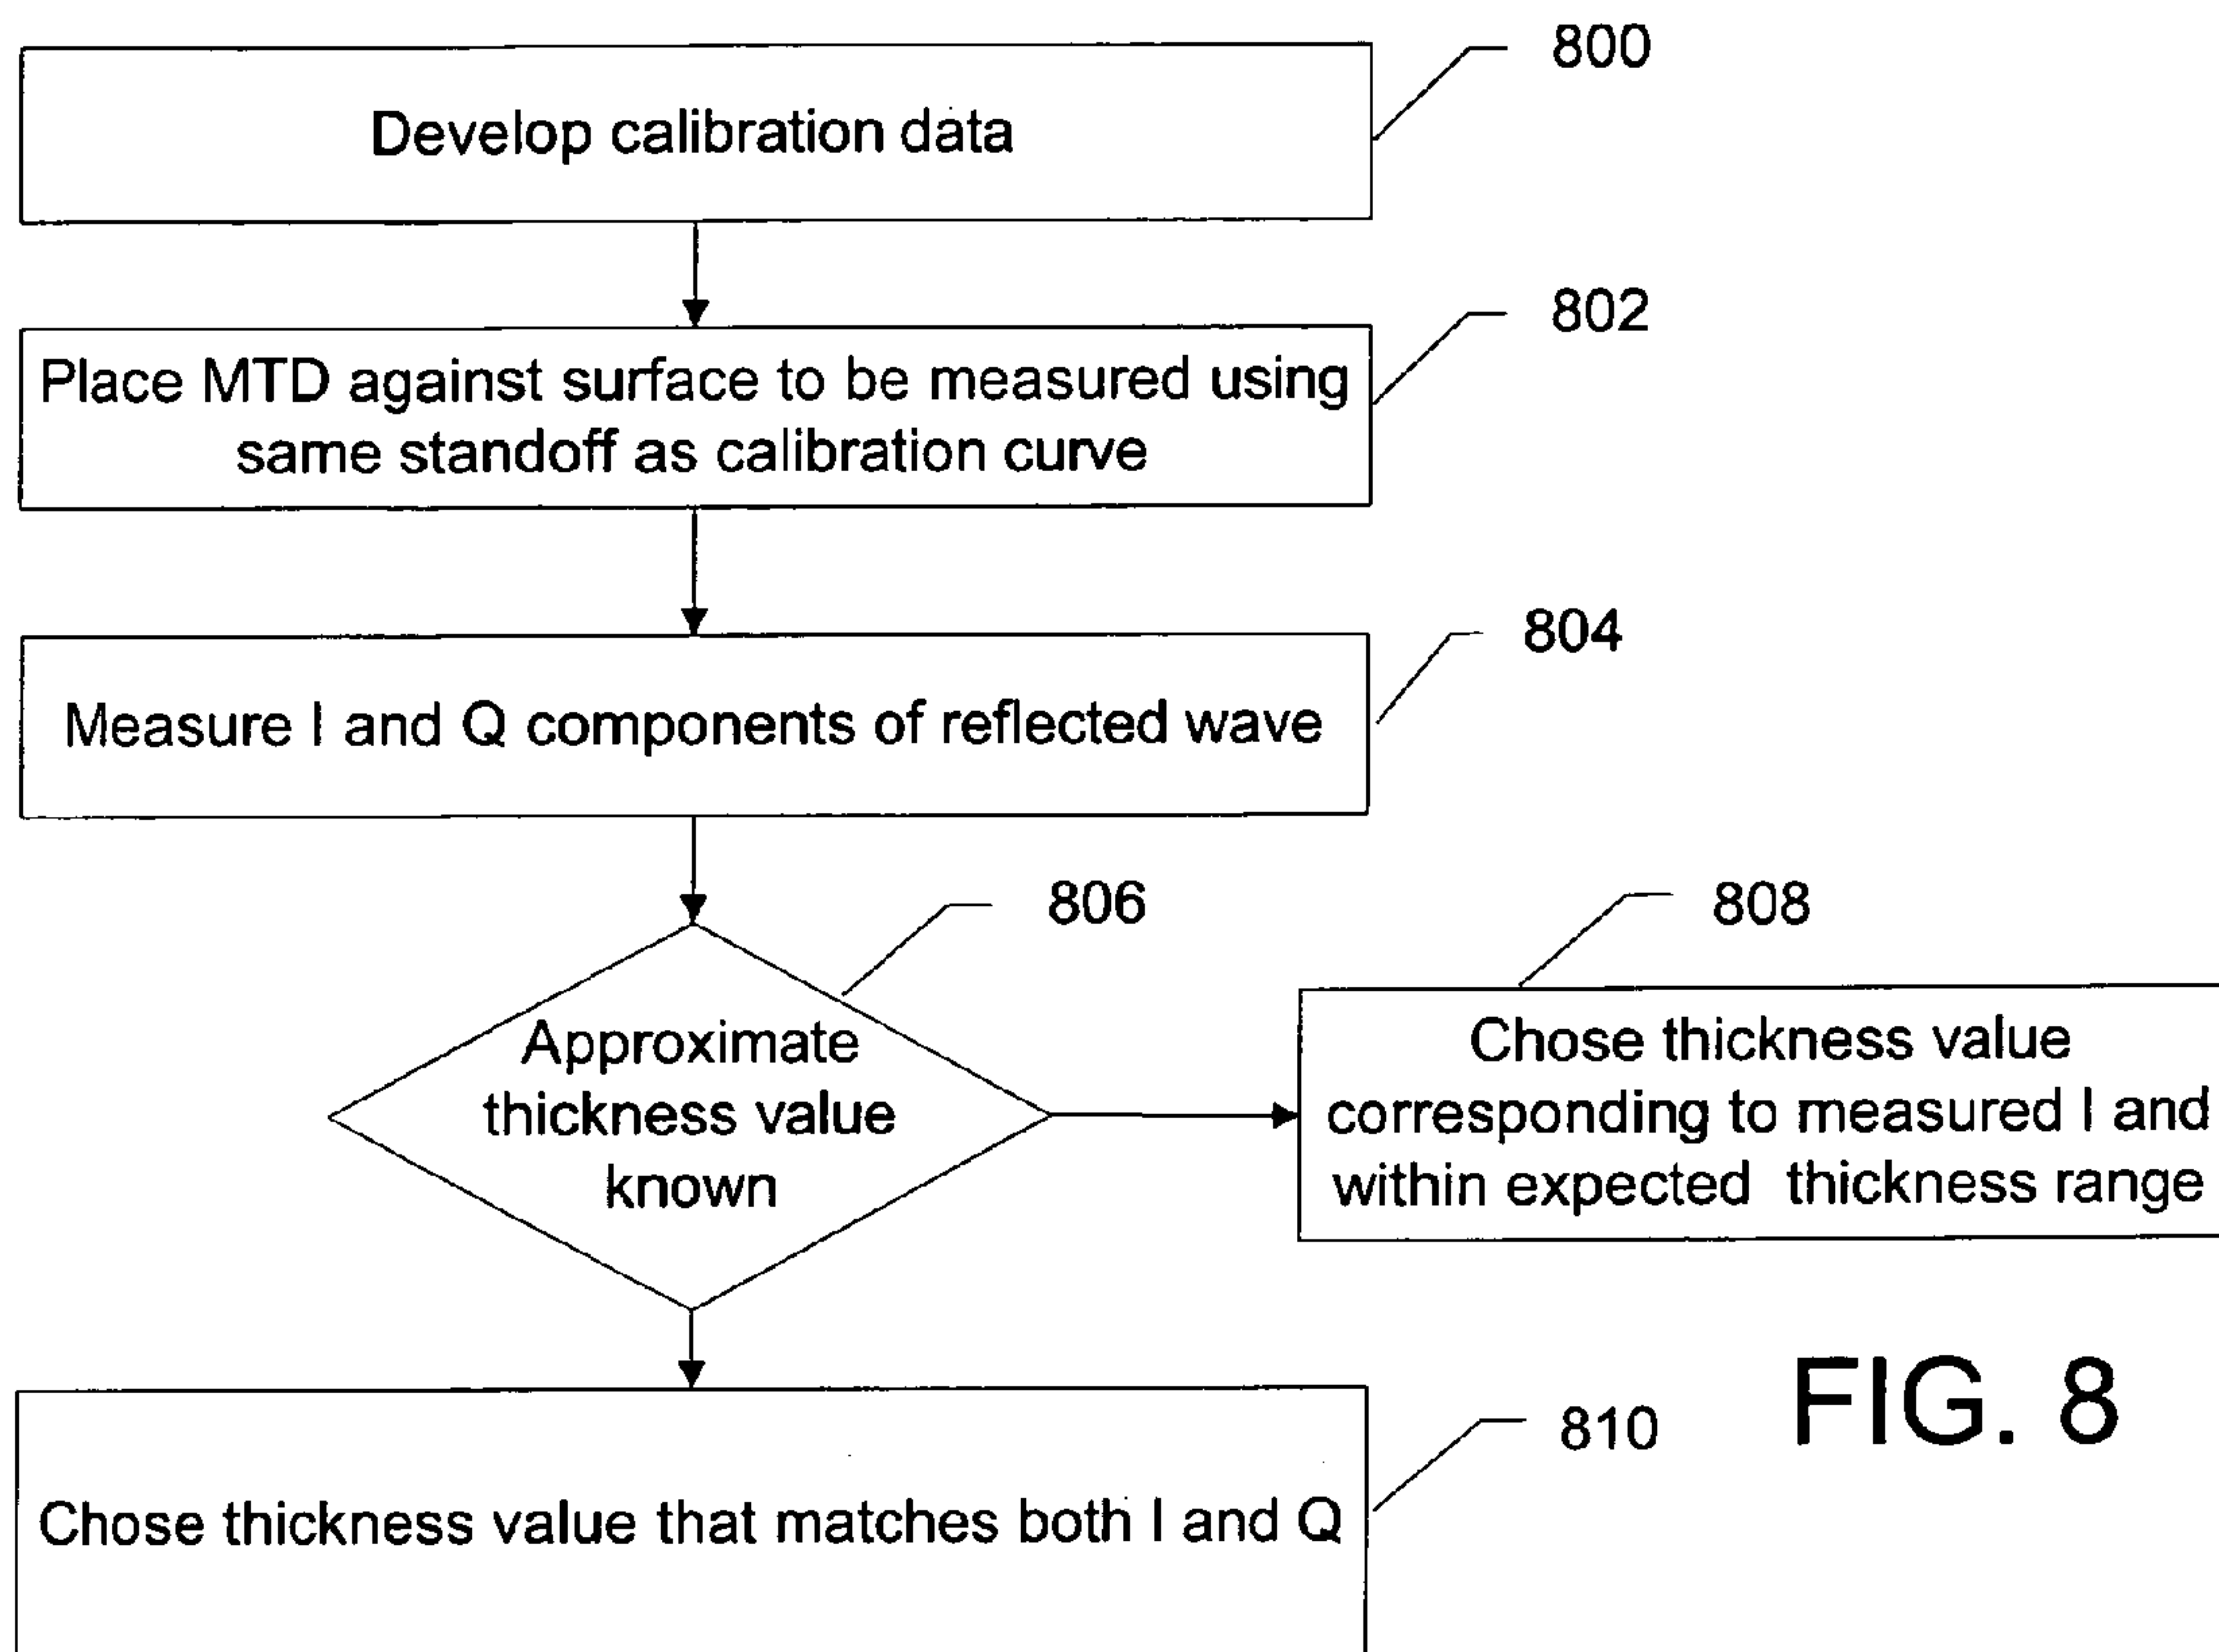 800
Develop calibration data
802
Place MTD against surface to be measured using
same standoff as calibration curve
804
Measure I and Q components of reflected wave
806
808
Approximate
thickness value
known
Chose thickness value
corresponding to measured I and
within expected thickness range
FIG. 8
810
Chose thickness value that matches both I and Q